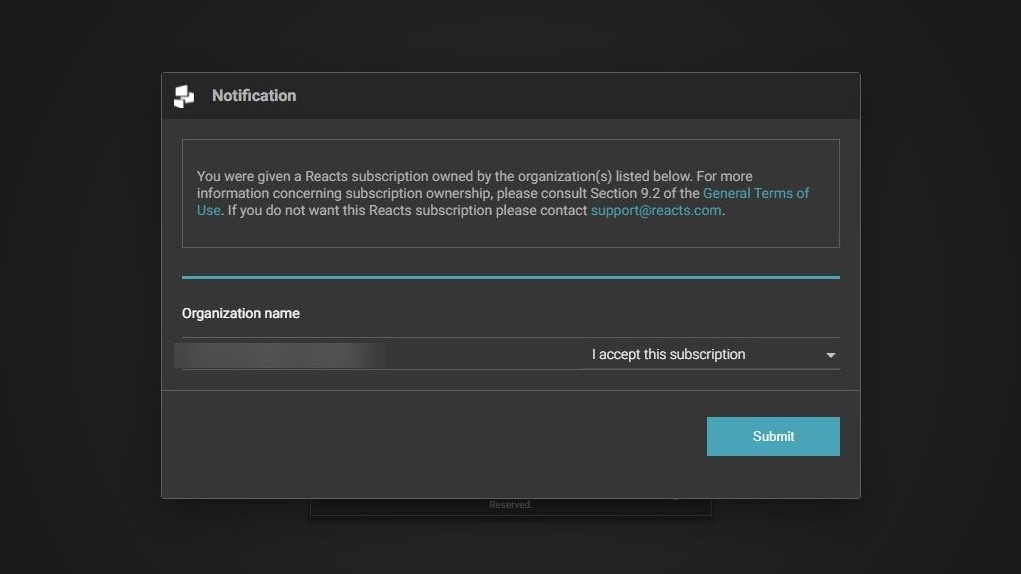 Notification
You were given a Reacts subscription owned by the organization(s) listed below. For more
information concerning subscription ownership, please consult Section 9.2 of the General Terms of
Use. If you do not want this Reacts subscription please contact support@reacts.com.
Organization name
I accept this subscription
Submit
Reserved.